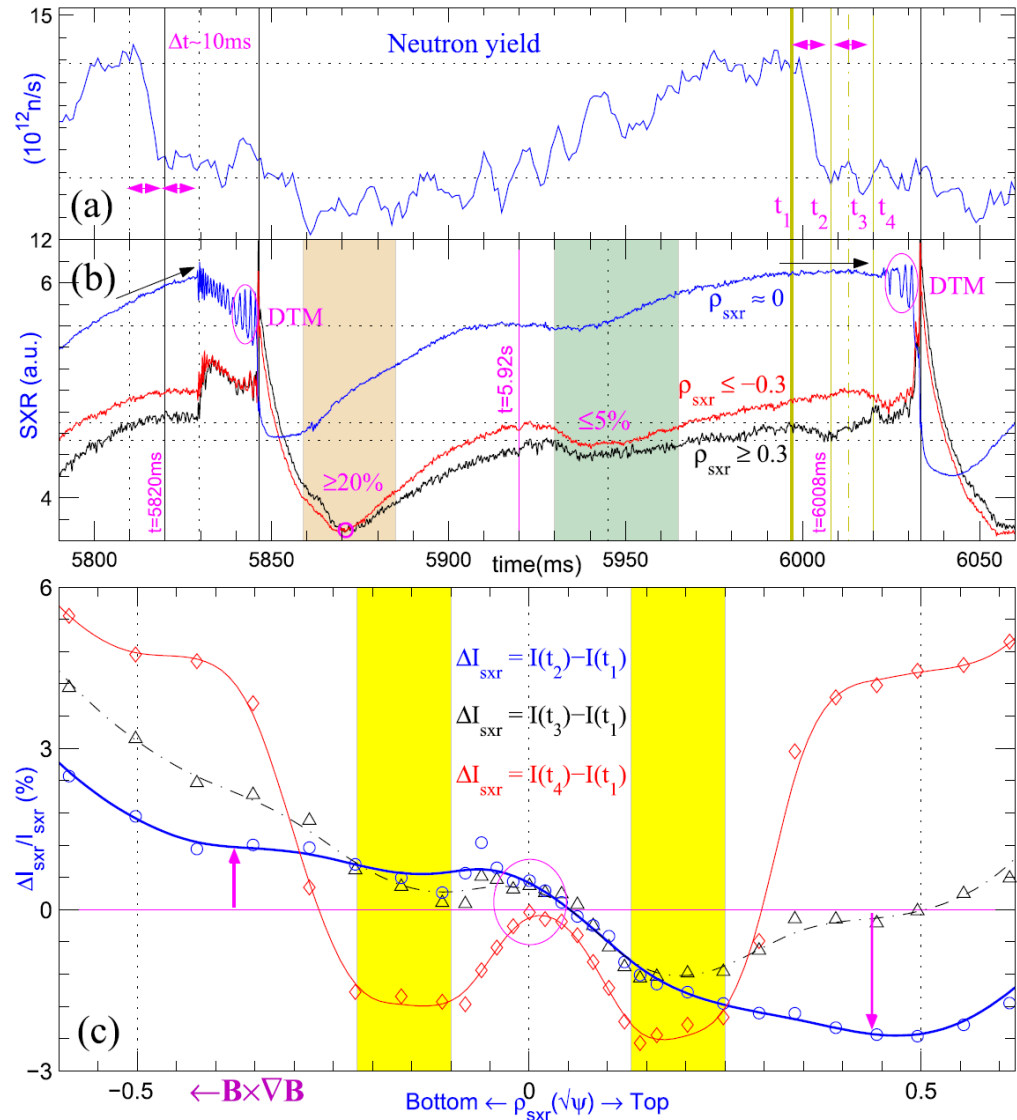 15
Δt~10ms
Neutron yield
(10¹²n/s)
(a)
t₁
t₂
t₃
t₄
12
(b)
6
DTM
ρsxr ≈ 0
DTM
SXR (a.u.)
t=5.92s
ρsxr ≤ −0.3
≤5%
ρsxr ≥ 0.3
≥20%
t=5820ms
t=6008ms
4
5800
5850
5900
time(ms)
5950
6000
6050
6
ΔIsxr = I(t₂)−I(t₁)
ΔIsxr = I(t₃)−I(t₁)
3
ΔIsxr = I(t₄)−I(t₁)
ΔIsxr/Isxr (%)
0
(c)
−3
−0.5
0
0.5
←B×∇B
Bottom ← ρsxr(√ψ) → Top